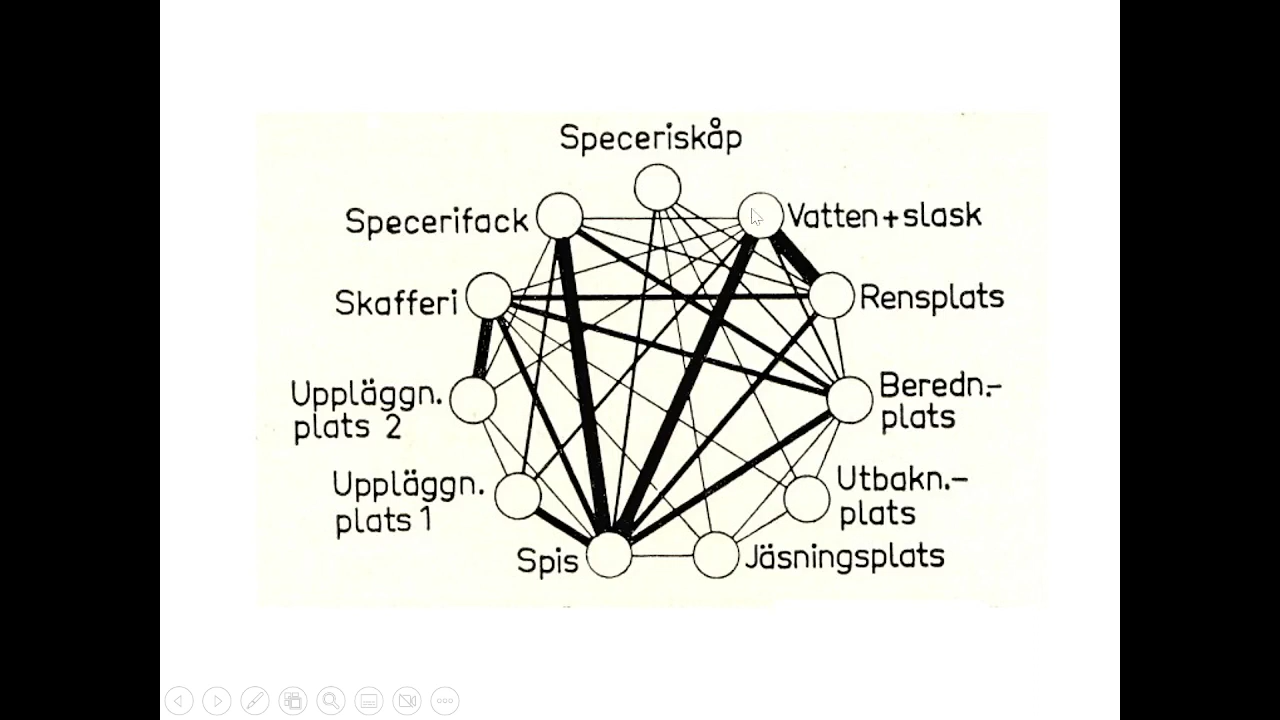 Speceriskåp
Specerifack
Vatten+slask
Skafferi
Rensplats
Uppläggn.
plats 2
Beredn.-
plats
Uppläggn.
plats 1
Utbakn.-
plats
Spis
Jäsningsplats